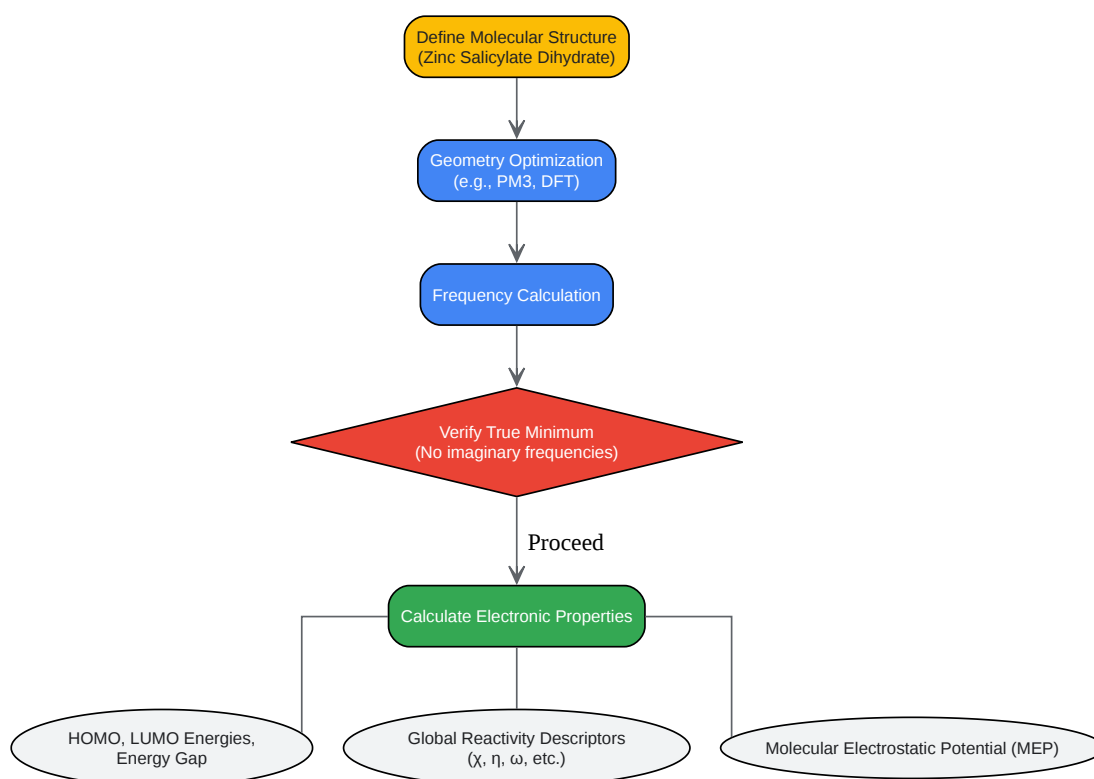 Define Molecular Structure
(Zinc Salicylate Dihydrate)
Geometry Optimization
(e.g., PM3, DFT)
Frequency Calculation
Verify True Minimum
(No imaginary frequencies)
Proceed
Calculate Electronic Properties
HOMO, LUMO Energies,
Energy Gap
Global Reactivity Descriptors
(χ, η, ω, etc.)
Molecular Electrostatic Potential (MEP)